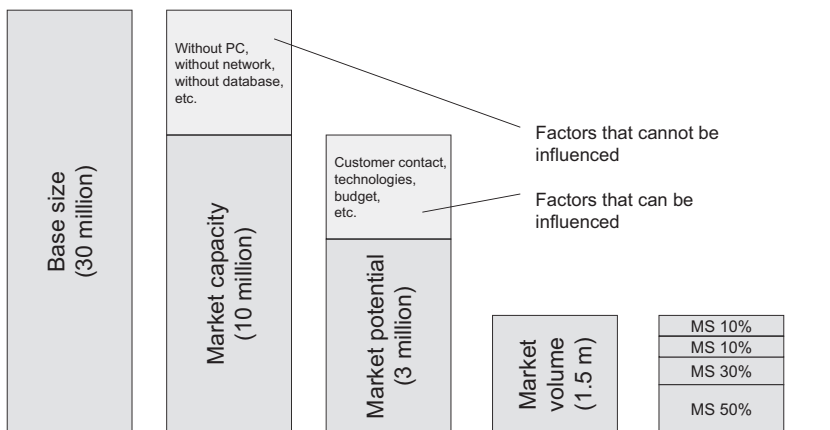 Base size
(30 million)
Without PC,
without network,
without database,
etc.
Market capacity
(10 million)
Customer contact,
technologies,
budget,
etc.
Market potential
(3 million)
Factors that cannot be
influenced
Factors that can be
influenced
Market
volume
(1.5 m)
MS 10%
MS 10%
MS 30%
MS 50%